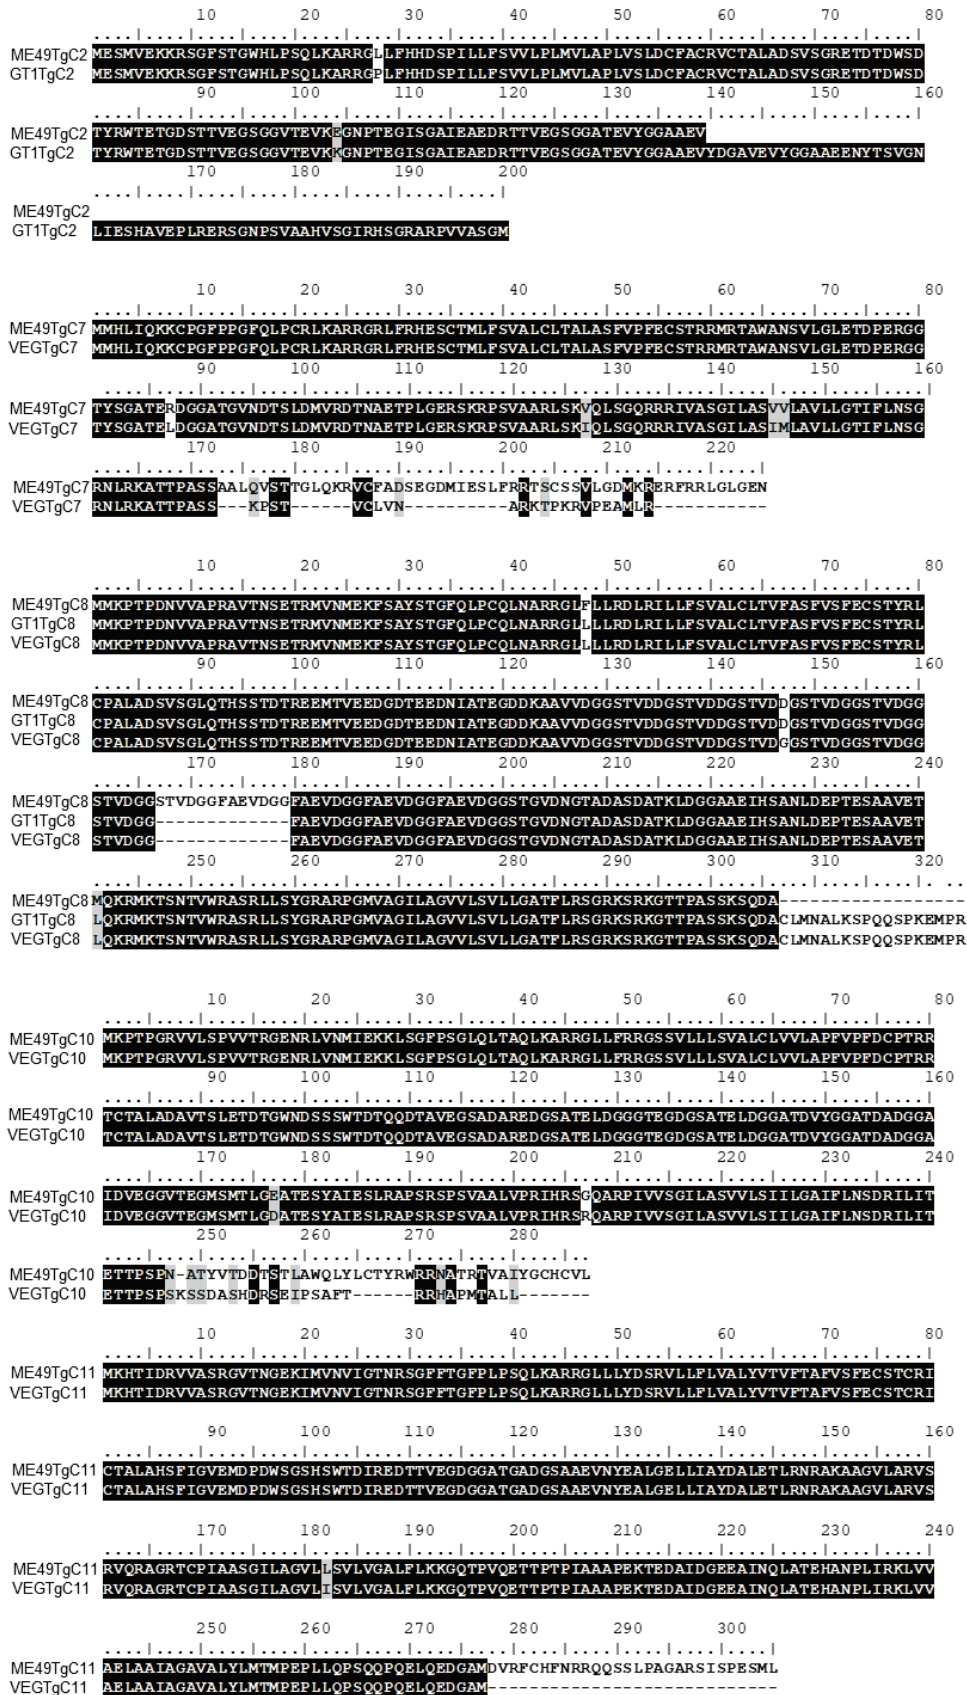 10 20 30 40 50 60 70 80
....|....|....|....|....|....|....|....|....|....|....|....|....|....|....|....|
ME49TgC2 MESMVEKKRSGFSTGWHLPSQLKARRGLLFHHDSPILLFSVVLPLMVLAPLVSLDCFACRVCTALADSVSGRETDTDWSD
GT1TgC2 MESMVEKKRSGFSTGWHLPSQLKARRGPLFHHDSPILLFSVVLPLMVLAPLVSLDCFACRVCTALADSVSGRETDTDWSD
90 100 110 120 130 140 150 160
....|....|....|....|....|....|....|....|....|....|....|....|....|....|....|....|
ME49TgC2 TYRWTETGDSTTVEGSGGVTEVKEGNPTEGISGAIEAEDRTTVEGSGGATEVYGGAAEV
GT1TgC2 TYRWTETGDSTTVEGSGGVTEVKKGNPTEGISGAIEAEDRTTVEGSGGATEVYGGAAEVYDGAVEVYGGAAEENYTSVGN
170 180 190 200
....|....|....|....|....|....|....|....|
ME49TgC2
GT1TgC2 LIESHAVEPLRERSGNPSVAAHVSGIRHSGRARPVVASGM
10 20 30 40 50 60 70 80
....|....|....|....|....|....|....|....|....|....|....|....|....|....|....|....|
ME49TgC7 MMHLIQKKCPGFPPGFQLPCRLKARRGRLFRHESCTMLFSVALCLTALASFVPFECSTRRMRTAWANSVLGLETDPERGG
VEGTgC7 MMHLIQKKCPGFPPGFQLPCRLKARRGRLFRHESCTMLFSVALCLTALASFVPFECSTRRMRTAWANSVLGLETDPERGG
90 100 110 120 130 140 150 160
....|....|....|....|....|....|....|....|....|....|....|....|....|....|....|....|
ME49TgC7 TYSGATERDGGATGVNDTSLDMVRDTNAETPLGERSKRPSVAARLSKVQLSGQRRRIVASGILASVVLAVLLGTIFLNSG
VEGTgC7 TYSGATELDGGATGVNDTSLDMVRDTNAETPLGERSKRPSVAARLSKIQLSGQRRRIVASGILASIMLAVLLGTIFLNSG
170 180 190 200 210 220
....|....|....|....|....|....|....|....|....|....|....|....|....|
ME49TgC7 RNLRKATTPASSAALQVSTTGLQKRVCFADSEGDMIESLFRRTSCSSVLGDMKRERFRRLGLGEN
VEGTgC7 RNLRKATTPASS---KPST------VCLVN----------ARKTPKRVPEAMLR-----------
10 20 30 40 50 60 70 80
....|....|....|....|....|....|....|....|....|....|....|....|....|....|....|....|
ME49TgC8 MMKPTPDNVVAPRAVTNSETRMVNMEKFSAYSTGFQLPCQLNARRGLFLLRDLRILLFSVALCLTVFASFVSFECSTYRL
GT1TgC8 MMKPTPDNVVAPRAVTNSETRMVNMEKFSAYSTGFQLPCQLNARRGLLLLRDLRILLFSVALCLTVFASFVSFECSTYRL
VEGTgC8 MMKPTPDNVVAPRAVTNSETRMVNMEKFSAYSTGFQLPCQLNARRGLLLLRDLRILLFSVALCLTVFASFVSFECSTYRL
90 100 110 120 130 140 150 160
....|....|....|....|....|....|....|....|....|....|....|....|....|....|....|....|
ME49TgC8 CPALADSVSGLQTHSSTDTREEMTVEEDGDTEEDNIATEGDDKAAVVDGGSTVDDGSTVDDGSTVDDGSTVDGGSTVDGG
GT1TgC8 CPALADSVSGLQTHSSTDTREEMTVEEDGDTEEDNIATEGDDKAAVVDGGSTVDDGSTVDDGSTVDDGSTVDGGSTVDGG
VEGTgC8 CPALADSVSGLQTHSSTDTREEMTVEEDGDTEEDNIATEGDDKAAVVDGGSTVDDGSTVDDGSTVDGGSTVDGGSTVDGG
170 180 190 200 210 220 230 240
....|....|....|....|....|....|....|....|....|....|....|....|....|....|....|....|
ME49TgC8 STVDGGSTVDGGFAEVDGGFAEVDGGFAEVDGGFAEVDGGSTGVDNGTADASDATKLDGGAAEIHSANLDEPTESAAVET
GT1TgC8 STVDGG-------------FAEVDGGFAEVDGGFAEVDGGSTGVDNGTADASDATKLDGGAAEIHSANLDEPTESAAVET
VEGTgC8 STVDGG-------------FAEVDGGFAEVDGGFAEVDGGSTGVDNGTADASDATKLDGGAAEIHSANLDEPTESAAVET
250 260 270 280 290 300 310 320
....|....|....|....|....|....|....|....|....|....|....|....|....|....|....|....|....
ME49TgC8 MQKRMKTSNTVWRASRLLSYGRARPGMVAGILAGVVLSVLLGATFLRSGRKSRKGTTPASSKSQDA------------------
GT1TgC8 LQKRMKTSNTVWRASRLLSYGRARPGMVAGILAGVVLSVLLGATFLRSGRKSRKGTTPASSKSQDACLMNALKSPQQSPKEMPR
VEGTgC8 LQKRMKTSNTVWRASRLLSYGRARPGMVAGILAGVVLSVLLGATFLRSGRKSRKGTTPASSKSQDACLMNALKSPQQSPKEMPR
10 20 30 40 50 60 70 80
....|....|....|....|....|....|....|....|....|....|....|....|....|....|....|....|
ME49TgC10 MKPTPGRVVLSPVVTRGENRLVNMIEKKLSGFPSGLQLTAQLKARRGLLFRRGSSVLLLSVALCLVVLAPFVPFDCPTRR
VEGTgC10 MKPTPGRVVLSPVVTRGENRLVNMIEKKLSGFPSGLQLTAQLKARRGLLFRRGSSVLLLSVALCLVVLAPFVPFDCPTRR
90 100 110 120 130 140 150 160
....|....|....|....|....|....|....|....|....|....|....|....|....|....|....|....|
ME49TgC10 TCTALADAVTSLETDTGWNDSSSWTDTQQDTAVEGSADAREDGSATELDGGGTEGDGSATELDGGATDVYGGATDADGGA
VEGTgC10 TCTALADAVTSLETDTGWNDSSSWTDTQQDTAVEGSADAREDGSATELDGGGTEGDGSATELDGGATDVYGGATDADGGA
170 180 190 200 210 220 230 240
....|....|....|....|....|....|....|....|....|....|....|....|....|....|....|....|
ME49TgC10 IDVEGGVTEGMSMTLGEATESYAIESLRAPSRSPSVAALVPRIHRSGQARPIVVSGILASVVLSIILGAIFLNSDRILIT
VEGTgC10 IDVEGGVTEGMSMTLGDATESYAIESLRAPSRSPSVAALVPRIHRSRQARPIVVSGILASVVLSIILGAIFLNSDRILIT
250 260 270 280
....|....|....|....|....|....|....|....|....|..
ME49TgC10 ETTPSPN-ATYVTDDTSTLAWQLYLCTYRWRRNATRTVAIYGCHCVL
VEGTgC10 ETTPSPSKSSDASHDRSEIPSAFT------RRHAPMTALL-------
10 20 30 40 50 60 70 80
....|....|....|....|....|....|....|....|....|....|....|....|....|....|....|....|
ME49TgC11 MKHTIDRVVASRGVTNGEKIMVNVIGTNRSGFFTGFPLPSQLKARRGLLLYDSRVLLFLVALYVTVFTAFVSFECSTCRI
VEGTgC11 MKHTIDRVVASRGVTNGEKIMVNVIGTNRSGFFTGFPLPSQLKARRGLLLYDSRVLLFLVALYVTVFTAFVSFECSTCRI
90 100 110 120 130 140 150 160
....|....|....|....|....|....|....|....|....|....|....|....|....|....|....|....|
ME49TgC11 CTALAHSFIGVEMDPDWSGSHSWTDIREDTTVEGDGGATGADGSAAEVNYEALGELLIAYDALETLRNRAKAAGVLARVS
VEGTgC11 CTALAHSFIGVEMDPDWSGSHSWTDIREDTTVEGDGGATGADGSAAEVNYEALGELLIAYDALETLRNRAKAAGVLARVS
170 180 190 200 210 220 230 240
....|....|....|....|....|....|....|....|....|....|....|....|....|....|....|....|
ME49TgC11 RVQRAGRTCPIAASGILAGVLLSVLVGALFLKKGQTPVQETTPTPIAAAPEKTEDAIDGEEAINQLATEHANPLIRKLVV
VEGTgC11 RVQRAGRTCPIAASGILAGVLISVLVGALFLKKGQTPVQETTPTPIAAAPEKTEDAIDGEEAINQLATEHANPLIRKLVV
250 260 270 280 290 300
....|....|....|....|....|....|....|....|....|....|....|....|....|
ME49TgC11 AELAAIAGAVALYLMTMPEPLLQPSQQPQELQEDGAMDVRFCHFNRRQQSSLPAGARSISPESML
VEGTgC11 AELAAIAGAVALYLMTMPEPLLQPSQQPQELQEDGAM----------------------------